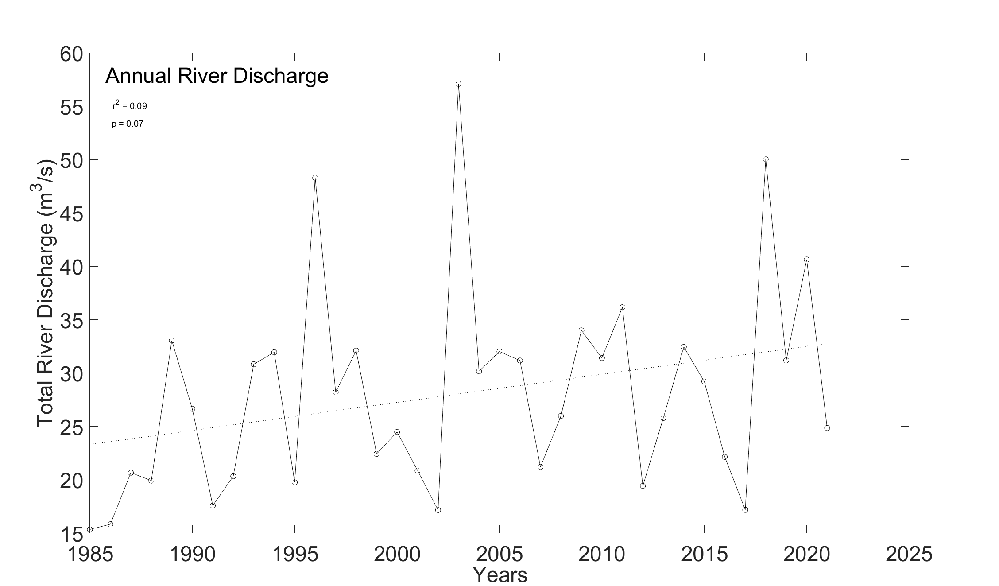 Annual River Discharge
r² = 0.09
p = 0.07
Total River Discharge (m³/s)
60
55
50
45
40
35
30
25
20
15
1985 1990 1995 2000 2005 2010 2015 2020 2025
Years